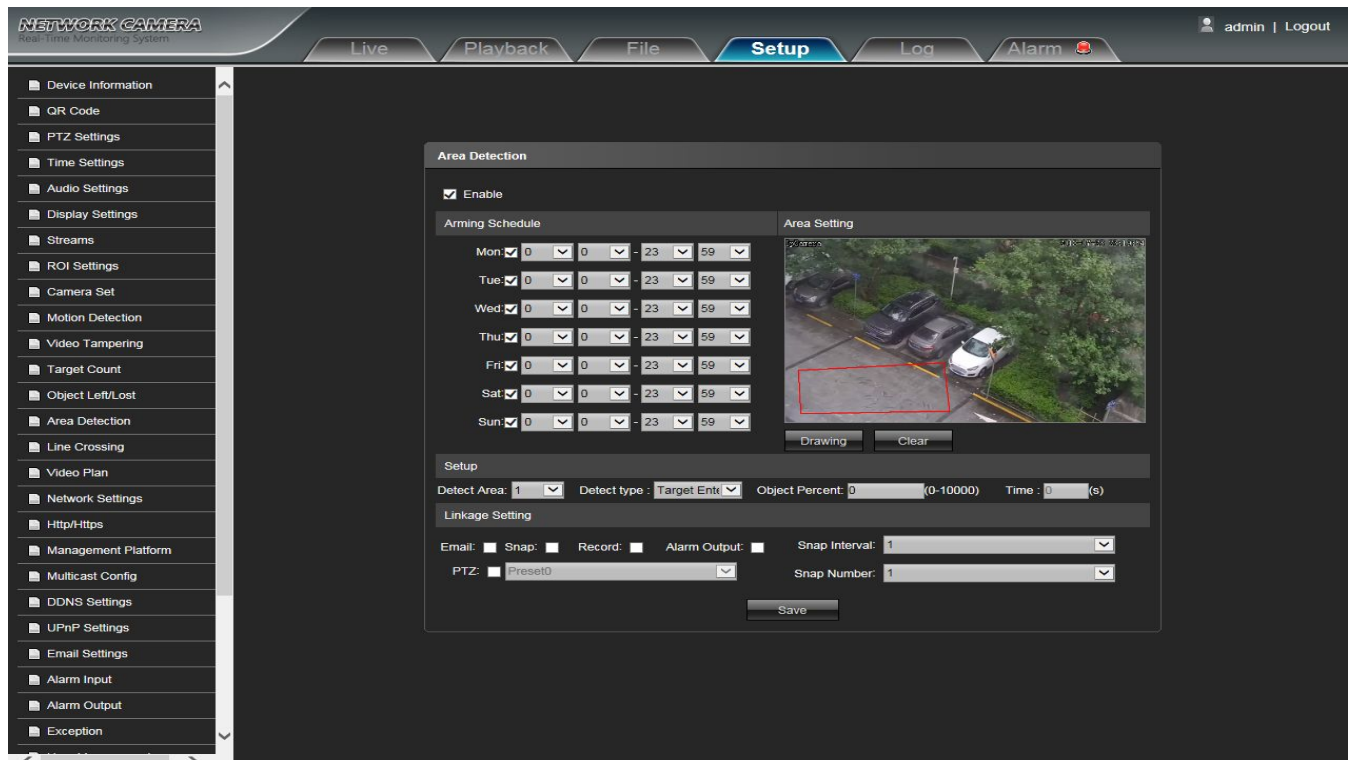 NETWORK CAMERA
Real-Time Monitoring System
Live
Playback
File
Setup
Log
Alarm
admin | Logout
Device Information
QR Code
PTZ Settings
Time Settings
Audio Settings
Display Settings
Streams
ROI Settings
Camera Set
Motion Detection
Video Tampering
Target Count
Object Left/Lost
Area Detection
Line Crossing
Video Plan
Network Settings
Http/Https
Management Platform
Multicast Config
DDNS Settings
UPnP Settings
Email Settings
Alarm Input
Alarm Output
Exception
Area Detection
Enable
Arming Schedule
Mon: 0 0 - 23 59
Tue: 0 0 - 23 59
Wed: 0 0 - 23 59
Thu: 0 0 - 23 59
Fri: 0 0 - 23 59
Sat: 0 0 - 23 59
Sun: 0 0 - 23 59
Area Setting
Drawing Clear
Setup
Detect Area: 1 Detect type : Target Ente Object Percent: 0 (0-10000) Time : 0 (s)
Linkage Setting
Email: Snap: Record: Alarm Output: Snap Interval: 1
PTZ: Preset0 Snap Number: 1
Save